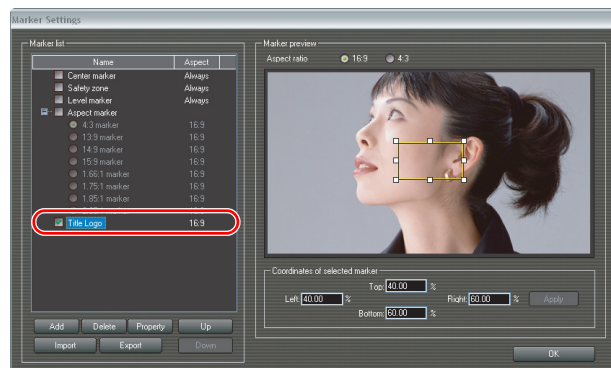 Marker Settings
Marker list
Name Aspect
Center marker Always
Safety zone Always
Level marker Always
Aspect marker
4:3 marker 16:9
13:9 marker 16:9
14:9 marker 16:9
15:9 marker 16:9
1.66:1 marker 16:9
1.75:1 marker 16:9
1.85:1 marker 16:9
Title Logo 16:9
Add Delete Property Up
Import Export Down
Marker preview
Aspect ratio 16:9 4:3
Coordinates of selected marker
Top: 40.00 %
Left: 40.00 % Right: 60.00 % Apply
Bottom: 60.00 %
OK